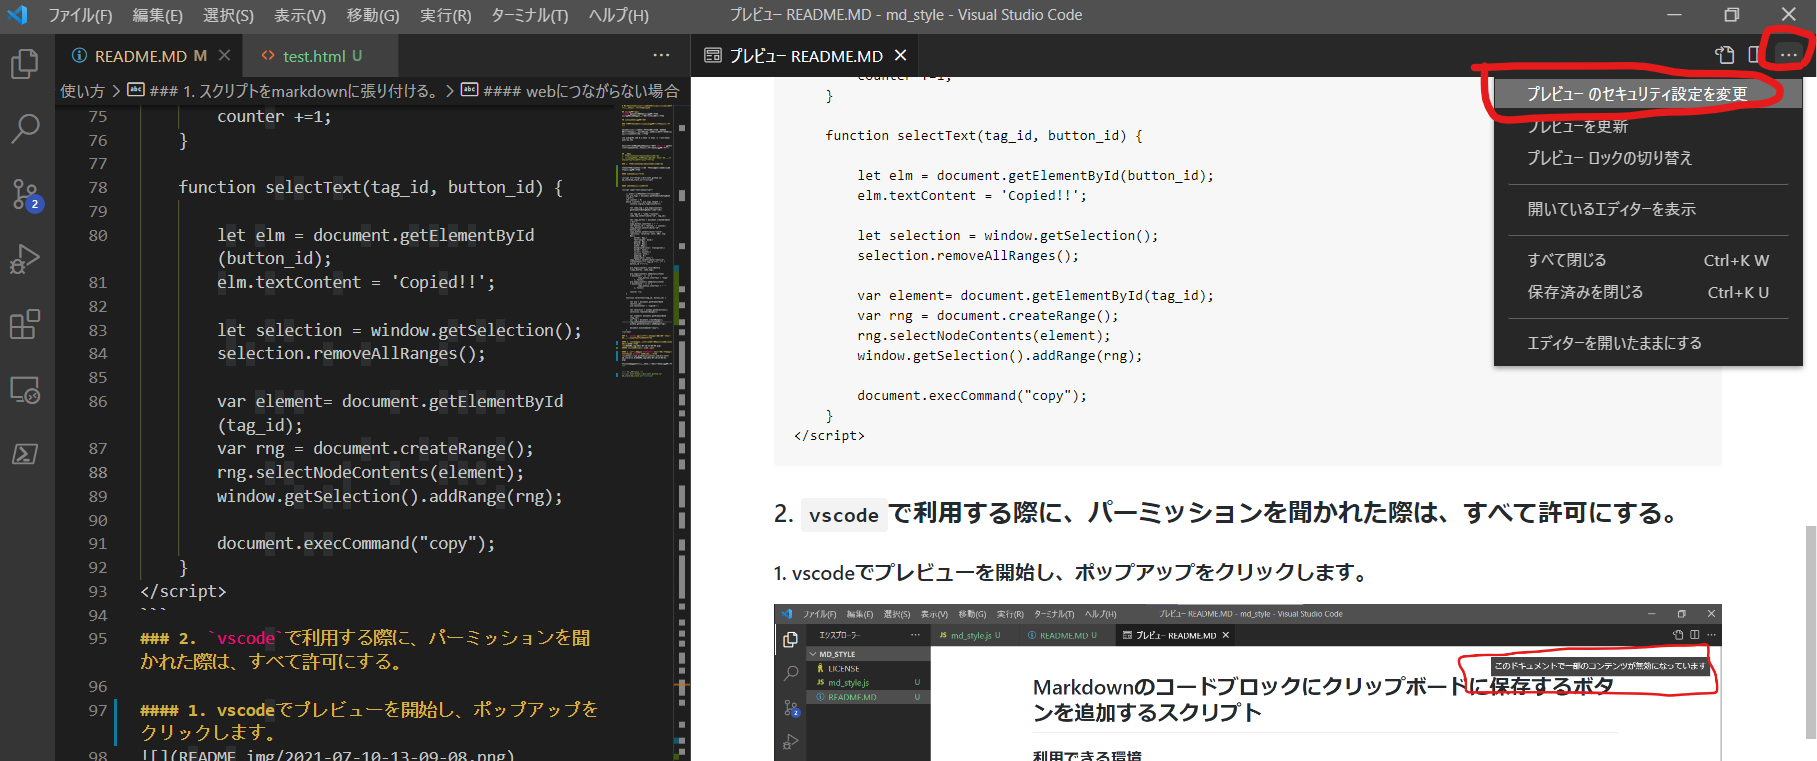 ファイル(F) 編集(E) 選択(S) 表示(V) 移動(G) 実行(R) ターミナル(T) ヘルプ(H) プレビュー README.MD - md_style - Visual Studio Code
README.MD M
test.html U
使い方 > ### 1. スクリプトをmarkdownに張り付ける。 > #### webにつながらない場合
2
75 counter +=1;
76 }
77
78 function selectText(tag_id, button_id) {
79
80 let elm = document.getElementById
(button_id);
81 elm.textContent = 'Copied!!';
82
83 let selection = window.getSelection();
84 selection.removeAllRanges();
85
86 var element= document.getElementById
(tag_id);
87 var rng = document.createRange();
88 rng.selectNodeContents(element);
89 window.getSelection().addRange(rng);
90
91 document.execCommand("copy");
92 }
93 </script>
94 ```
95 ### 2. `vscode`で利用する際に、パーミッションを聞
かれた際は、すべて許可にする。
96
97 #### 1. vscodeでプレビューを開始し、ポップアップを
クリックします。
98 ![](README_img/2021-07-10-13-09-08.png)
プレビュー README.MD
counter +=1;
}
function selectText(tag_id, button_id) {
let elm = document.getElementById(button_id);
elm.textContent = 'Copied!!';
let selection = window.getSelection();
selection.removeAllRanges();
var element= document.getElementById(tag_id);
var rng = document.createRange();
rng.selectNodeContents(element);
window.getSelection().addRange(rng);
document.execCommand("copy");
}
</script>
プレビュー のセキュリティ設定を変更
プレビューを更新
プレビュー ロックの切り替え
開いているエディターを表示
すべて閉じる Ctrl+K W
保存済みを閉じる Ctrl+K U
エディターを開いたままにする
2. vscodeで利用する際に、パーミッションを聞かれた際は、すべて許可にする。
1. vscodeでプレビューを開始し、ポップアップをクリックします。
ファイル(F) 編集(E) 選択(S) 表示(V) 移動(G) 実行(R) ターミナル(T) ヘルプ(H) プレビュー README.MD - md_style - Visual Studio Code
エクスプローラー
md_style.js U
README.MD U
プレビュー README.MD
MD_STYLE
LICENSE
md_style.js U
README.MD U
2
このドキュメントで一部のコンテンツが無効になっています
Markdownのコードブロックにクリップボードに保存するボタ
ンを追加するスクリプト
利用できる環境